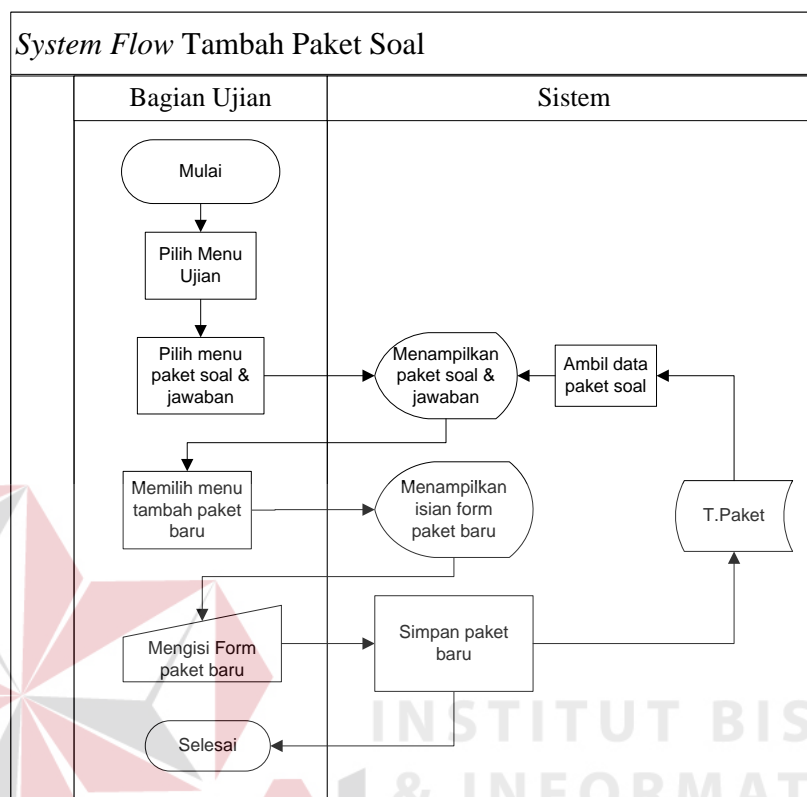 System Flow Tambah Paket Soal
Bagian Ujian
Sistem
Mulai
Pilih Menu
Ujian
Pilih menu
paket soal &
jawaban
Menampilkan
paket soal &
jawaban
Ambil data
paket soal
Memilih menu
tambah paket
baru
Menampilkan
isian form
paket baru
T.Paket
Mengisi Form
paket baru
Simpan paket
baru
Selesai
INSTITUT BIS
& INFORMAT